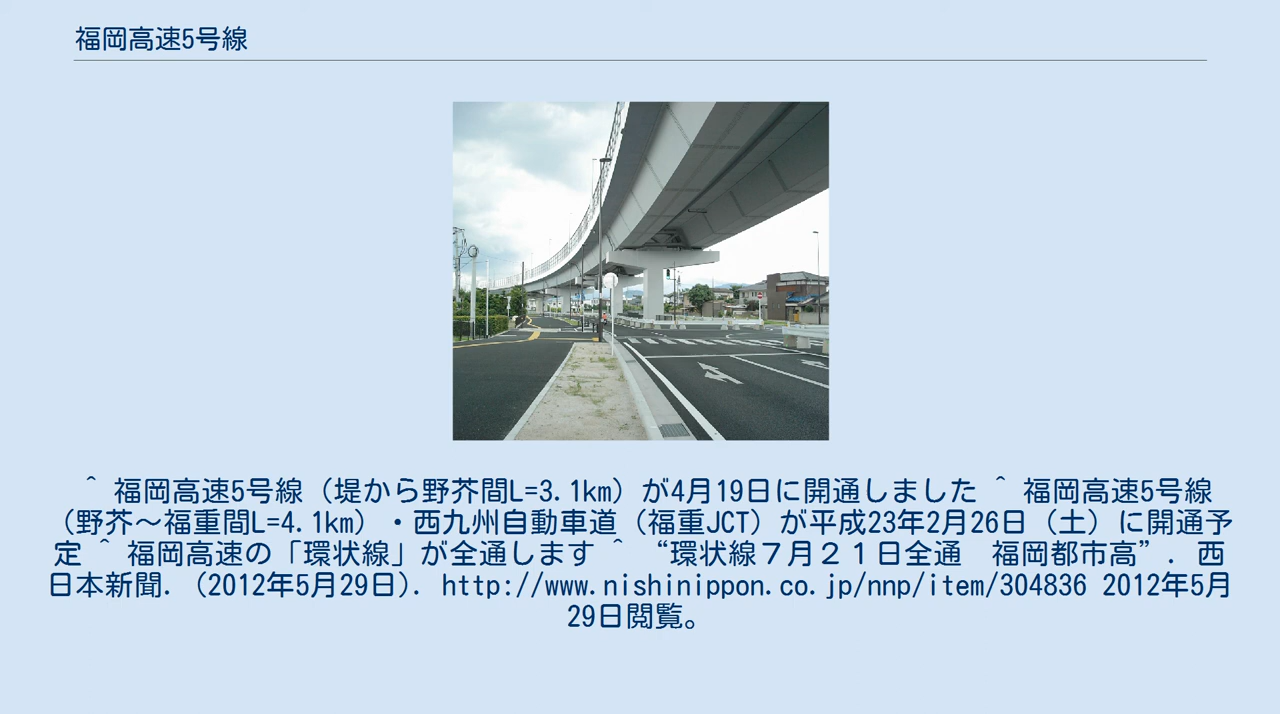 福岡高速5号線
＾ 福岡高速5号線（堤から野芥間L=3.1km）が4月19日に開通しました ＾ 福岡高速5号線
（野芥～福重間L=4.1km）・西九州自動車道（福重JCT）が平成23年2月26日（土）に開通予
定 ＾ 福岡高速の「環状線」が全通します ＾ “環状線７月２１日全通　福岡都市高”. 西
日本新聞. (2012年5月29日). http://www.nishinippon.co.jp/nnp/item/304836 2012年5月
29日閲覧。